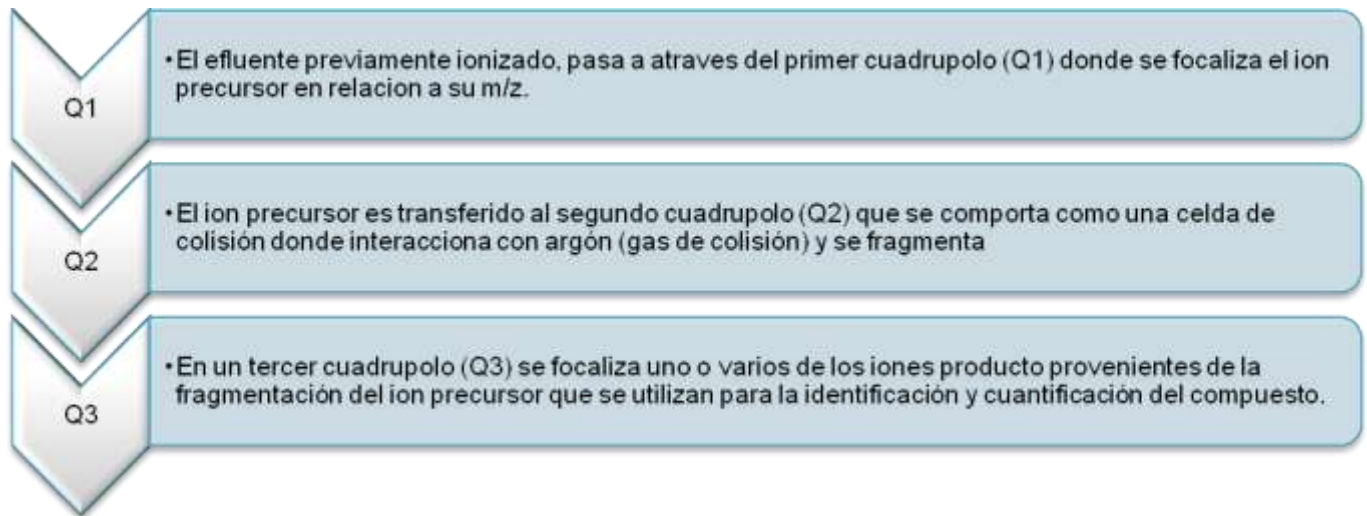 Q1
•El efluente previamente ionizado, pasa a atraves del primer cuadrupolo (Q1) donde se focaliza el ion
precursor en relacion a su m/z.
Q2
•El ion precursor es transferido al segundo cuadrupolo (Q2) que se comporta como una celda de
colisión donde interacciona con argón (gas de colisión) y se fragmenta
Q3
•En un tercer cuadrupolo (Q3) se focaliza uno o varios de los iones producto provenientes de la
fragmentación del ion precursor que se utilizan para la identificación y cuantificación del compuesto.